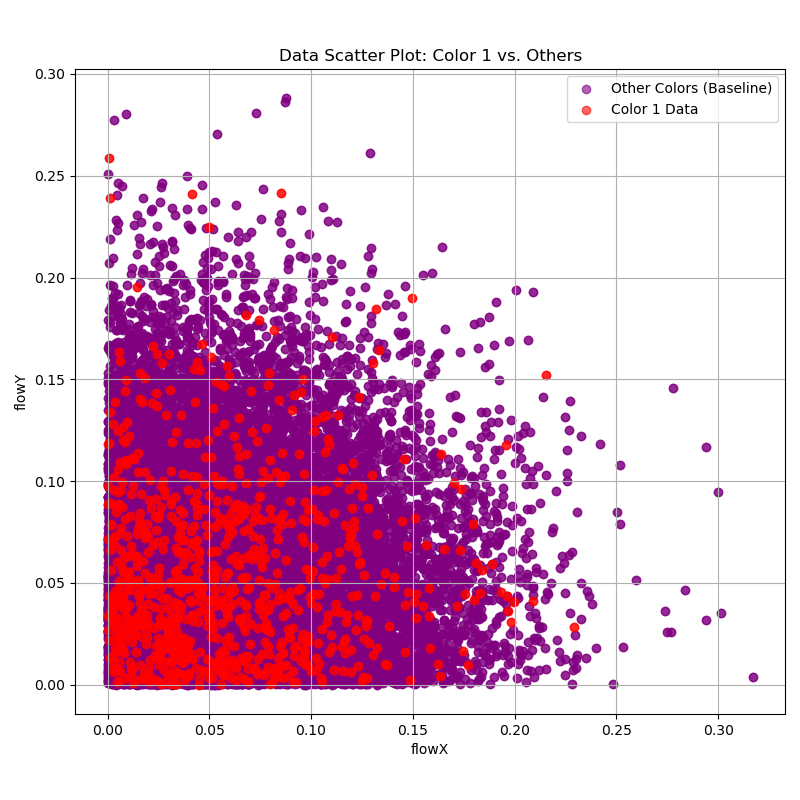 Data Scatter Plot: Color 1 vs. Others
Other Colors (Baseline)
Color 1 Data
flowY
0.30
0.25
0.20
0.15
0.10
0.05
0.00
0.00 0.05 0.10 0.15 0.20 0.25 0.30
flowX